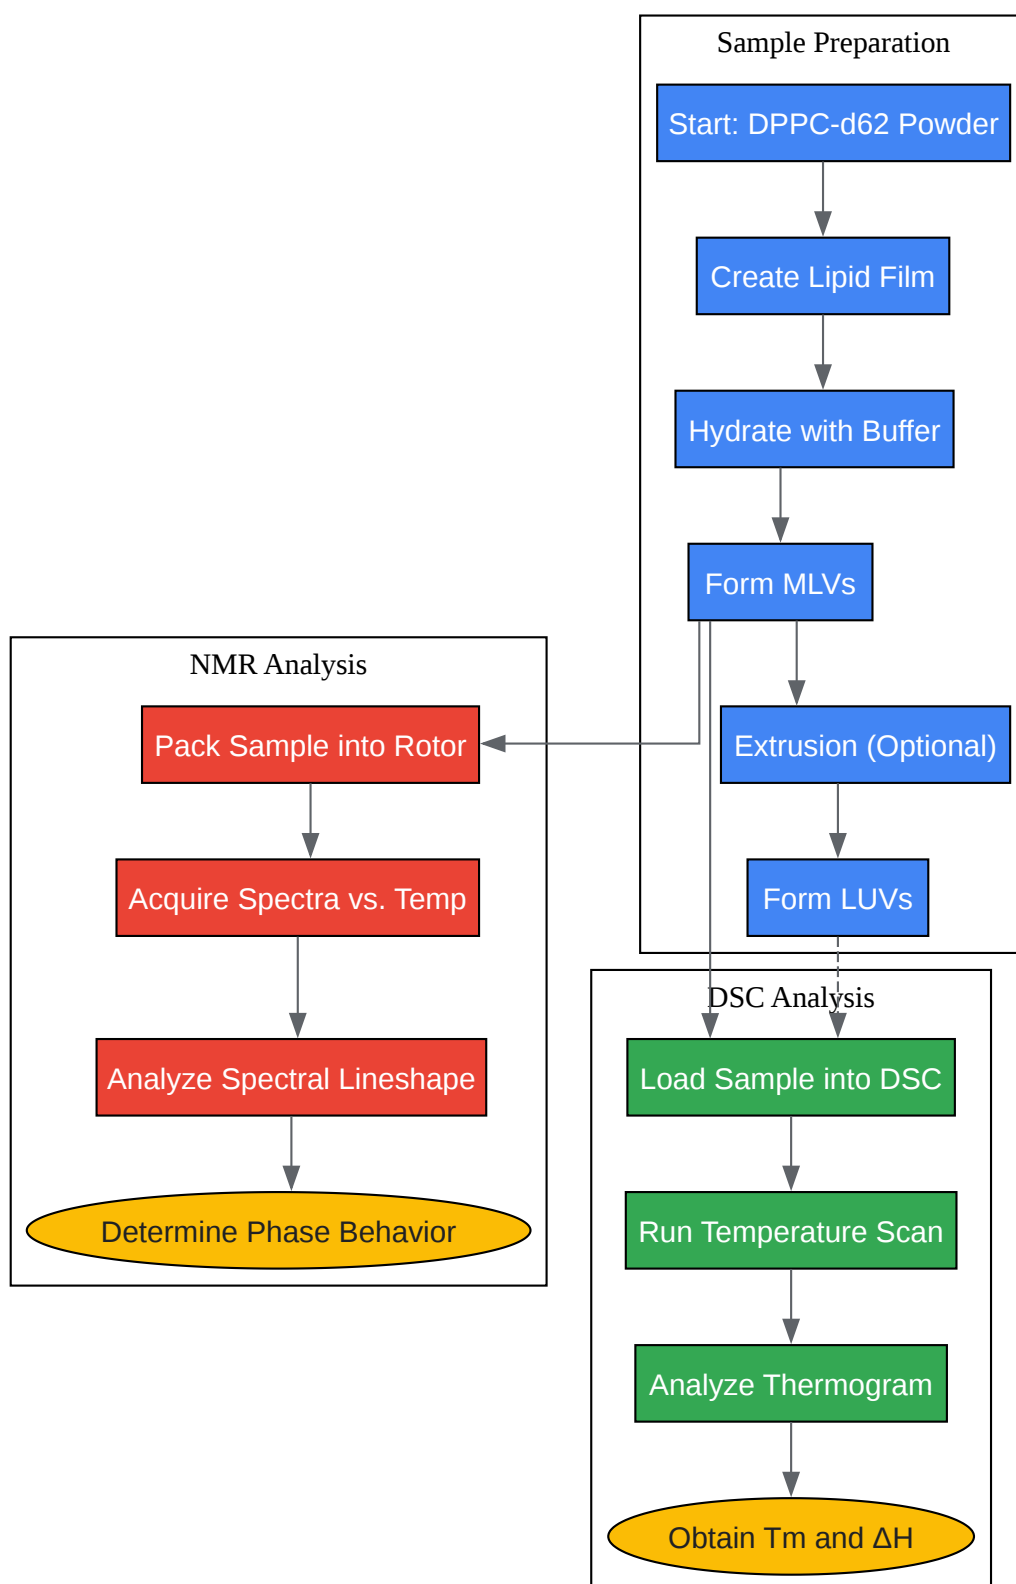 Sample Preparation
Start: DPPC-d62 Powder
Create Lipid Film
Hydrate with Buffer
Form MLVs
Extrusion (Optional)
Form LUVs
NMR Analysis
Pack Sample into Rotor
Acquire Spectra vs. Temp
Analyze Spectral Lineshape
Determine Phase Behavior
DSC Analysis
Load Sample into DSC
Run Temperature Scan
Analyze Thermogram
Obtain Tm and ΔH